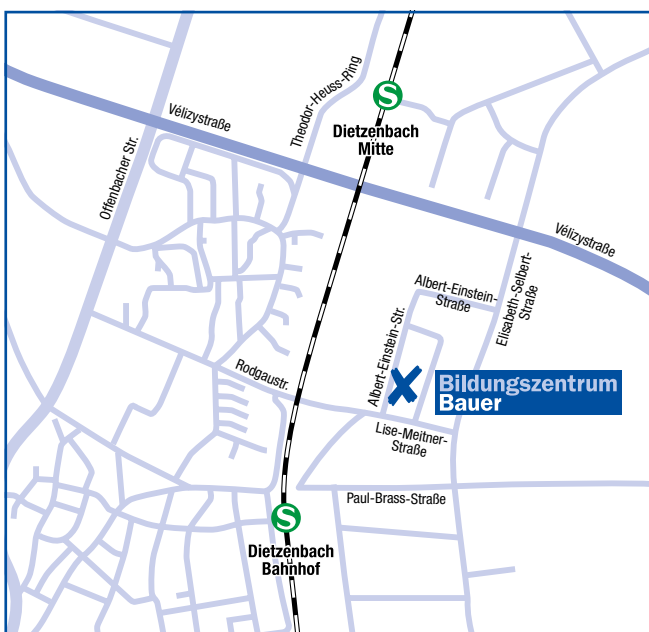 Theodor-Heuss-Ring
S
Vélizystraße
Dietzenbach
Mitte
Offenbacher Str.
Vélizystraße
Albert-Einstein-
Straße
Elisabeth-Selbert-
Straße
Albert-Einstein-Str.
Rodgaustr.
Bildungszentrum
Bauer
Lise-Meitner-
Straße
Paul-Brass-Straße
S
Dietzenbach
Bahnhof